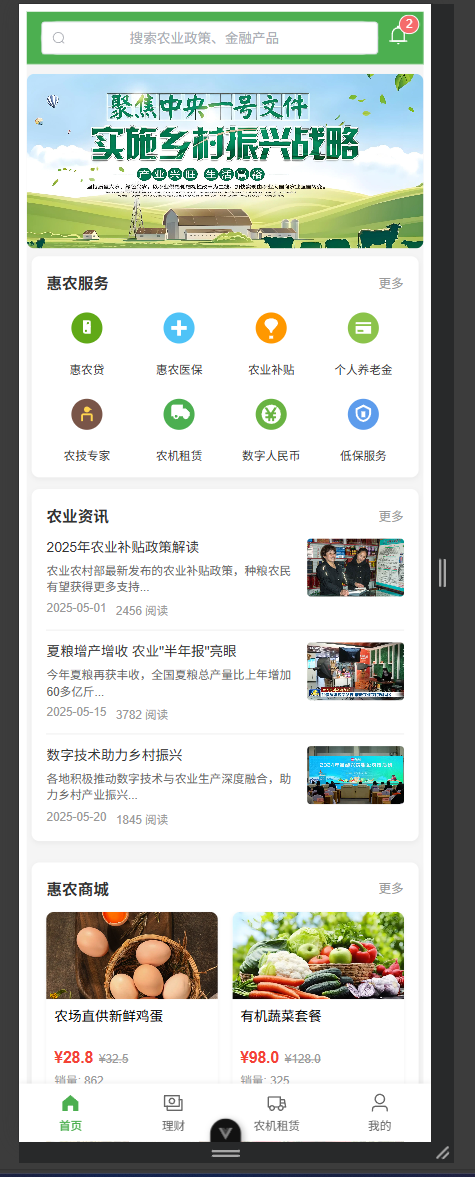 搜索农业政策、金融产品
2
聚焦中央一号文件
实施乡村振兴战略
产业兴旺 生活富裕
惠农服务
更多
惠农贷
惠农医保
农业补贴
个人养老金
农技专家
农机租赁
数字人民币
低保服务
农业资讯
更多
2025年农业补贴政策解读
农业农村部最新发布的农业补贴政策，种粮农民
有望获得更多支持...
2025-05-01 2456 阅读
夏粮增产增收 农业"半年报"亮眼
今年夏粮再获丰收，全国夏粮总产量比上年增加
60多亿斤...
2025-05-15 3782 阅读
数字技术助力乡村振兴
各地积极推动数字技术与农业生产深度融合，助
力乡村产业振兴...
2025-05-20 1845 阅读
惠农商城
更多
农场直供新鲜鸡蛋
有机蔬菜套餐
¥28.8 ¥32.5
¥98.0 ¥128.0
销量: 862
销量: 325
首页
理财
农机租赁
我的